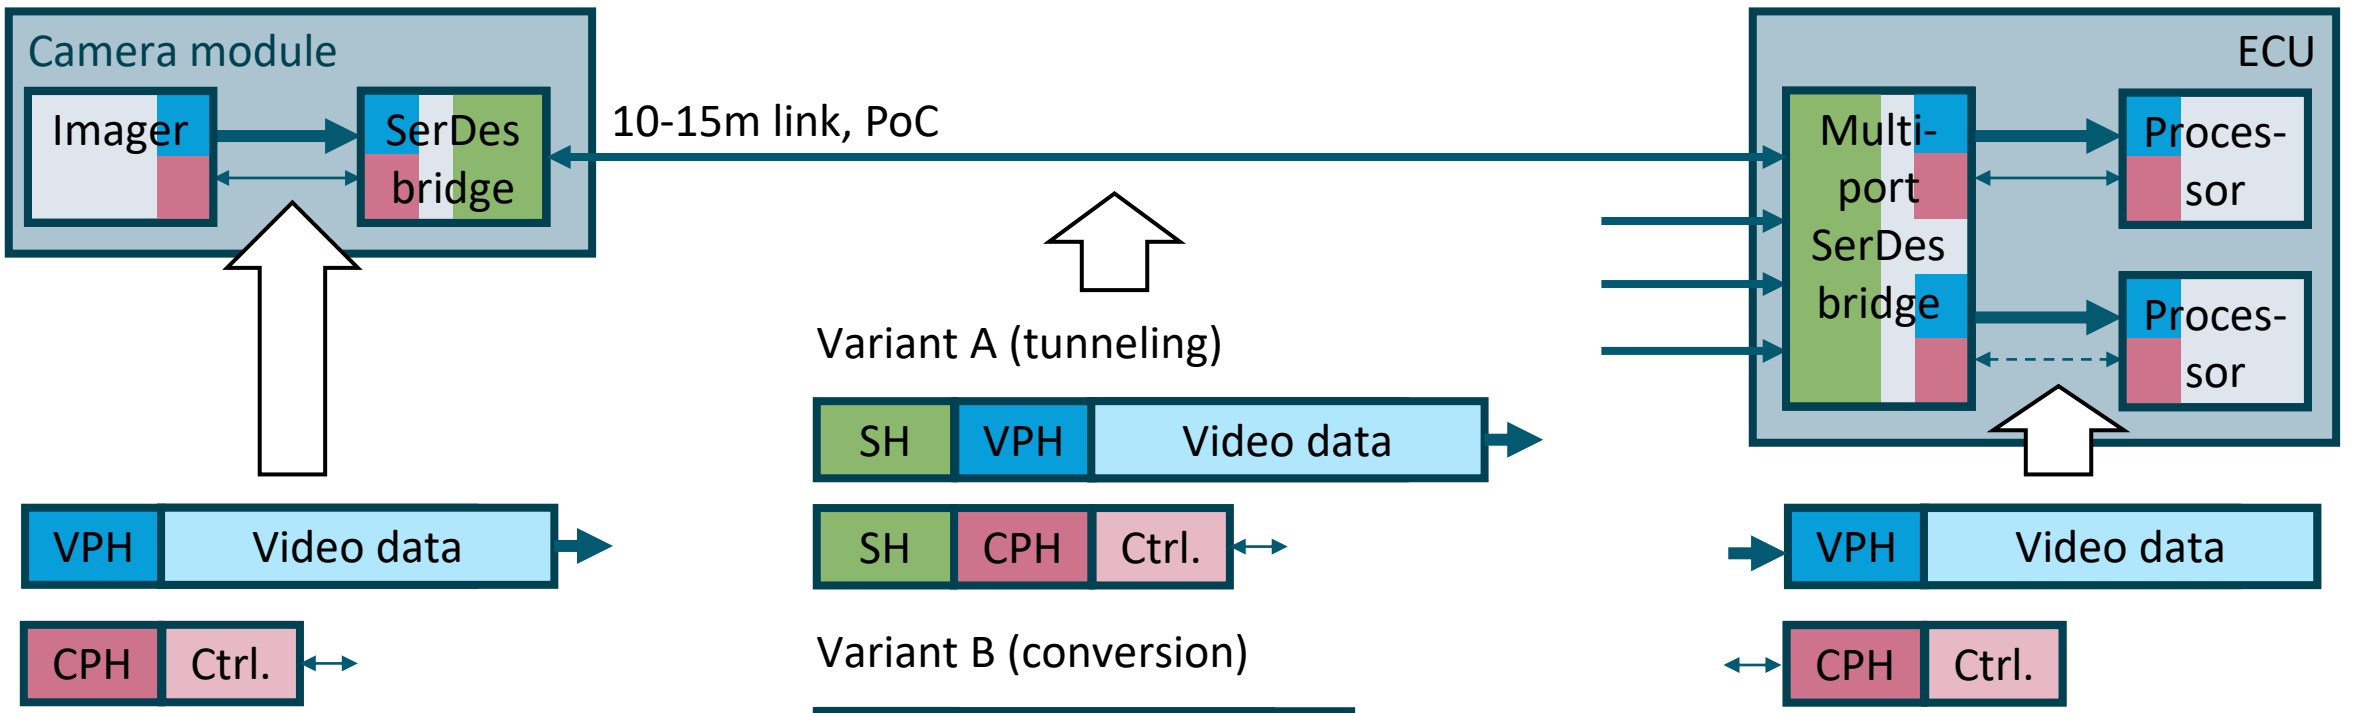 Camera module
Imager
SerDes
bridge
10-15m link, PoC
ECU
Multi-
port
SerDes
bridge
Proces-
sor
Proces-
sor
Variant A (tunneling)
SH VPH Video data
SH CPH Ctrl.
Variant B (conversion)
VPH Video data
CPH Ctrl.
VPH Video data
CPH Ctrl.